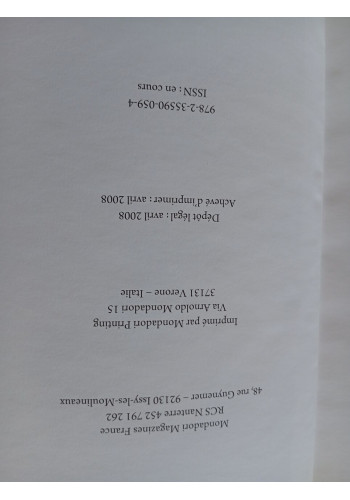 Mondadori Magazines France
RCS Nanterre 452 791 262
48, rue Guynemer – 92130 Issy-les-Moulineaux
Imprimé par Mondadori Printing
Via Arnoldo Mondadori 15
37131 Verone – Italie
Dépôt légal : avril 2008
Achevé d'imprimer : avril 2008
978-2-35590-059-4
ISSN : en cours